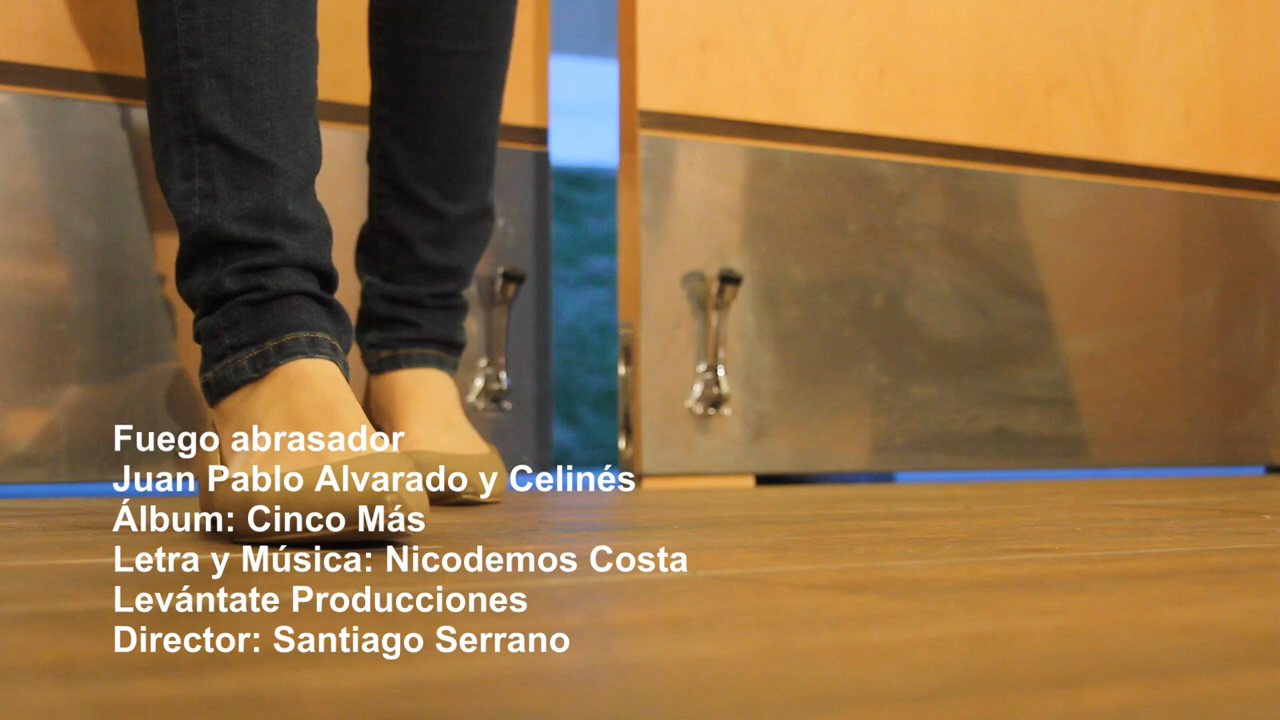 Fuego abrasador
Juan Pablo Alvarado y Celinés
Álbum: Cinco Más
Letra y Música: Nicodemos Costa
Levántate Producciones
Director: Santiago Serrano